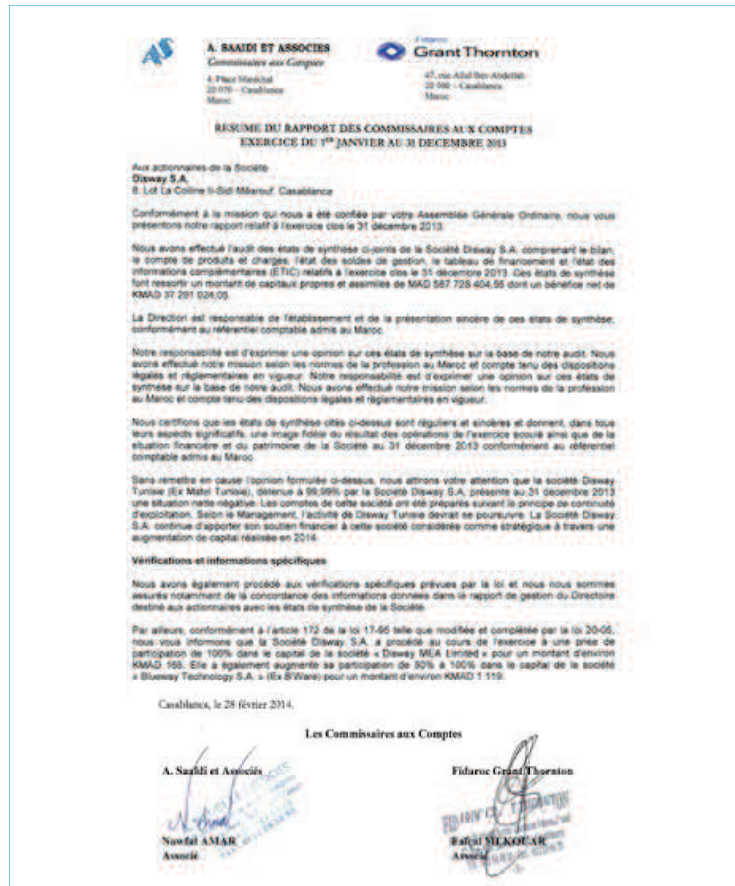 A. SAAIDI ET ASSOCIES
Commissaires aux Comptes
4, Place Maréchal
20 070 – Casablanca
Maroc
Fidaroc
Grant Thornton
47, rue Allal Ben Abdellah
20 000 – Casablanca
Maroc
RESUME DU RAPPORT DES COMMISSAIRES AUX COMPTES
EXERCICE DU 1ER JANVIER AU 31 DECEMBRE 2013
Aux actionnaires de la Société
Disway S.A.
8, Lot La Colline II-Sidi Mâarouf, Casablanca
Conformément à la mission qui nous a été confiée par votre Assemblée Générale Ordinaire, nous vous
présentons notre rapport relatif à l'exercice clos le 31 décembre 2013.
Nous avons effectué l'audit des états de synthèse ci-joints de la Société Disway S.A. comprenant le bilan,
le compte de produits et charges, l'état des soldes de gestion, le tableau de financement et l'état des
informations complémentaires (ETIC) relatifs à l'exercice clos le 31 décembre 2013. Ces états de synthèse
font ressortir un montant de capitaux propres et assimilés de MAD 587 728 404,55 dont un bénéfice net de
KMAD 37 291 024,05.
La Direction est responsable de l'établissement et de la présentation sincère de ces états de synthèse,
conformément au référentiel comptable admis au Maroc.
Notre responsabilité est d'exprimer une opinion sur ces états de synthèse sur la base de notre audit. Nous
avons effectué notre mission selon les normes de la profession au Maroc et compte tenu des dispositions
légales et réglementaires en vigueur. Notre responsabilité est d'exprimer une opinion sur ces états de
synthèse sur la base de notre audit. Nous avons effectué notre mission selon les normes de la profession
au Maroc et compte tenu des dispositions légales et réglementaires en vigueur.
Nous certifions que les états de synthèse cités ci-dessus sont réguliers et sincères et donnent, dans tous
leurs aspects significatifs, une image fidèle du résultat des opérations de l'exercice écoulé ainsi que de la
situation financière et du patrimoine de la Société au 31 décembre 2013 conformément au référentiel
comptable admis au Maroc.
Sans remettre en cause l'opinion formulée ci-dessus, nous attirons votre attention que la société Disway
Tunisie (Ex Matel Tunisie), détenue à 99,99% par la Société Disway S.A, présente au 31 décembre 2013
une situation nette négative. Les comptes de cette société ont été préparés suivant le principe de continuité
d'exploitation. Selon le Management, l'activité de Disway Tunisie devrait se poursuivre. La Société Disway
S.A. continue d'apporter son soutien financier à cette société considérée comme stratégique à travers une
augmentation de capital réalisée en 2014.
Vérifications et informations spécifiques
Nous avons également procédé aux vérifications spécifiques prévues par la loi et nous nous sommes
assurés notamment de la concordance des informations données dans le rapport de gestion du Directoire
destiné aux actionnaires avec les états de synthèse de la Société.
Par ailleurs, conformément à l'article 172 de la loi 17-95 telle que modifiée et complétée par la loi 20-05,
nous vous informons que la Société Disway S.A. a procédé au cours de l'exercice à une prise de
participation de 100% dans le capital de la société « Disway MEA Limited » pour un montant d'environ
KMAD 168. Elle a également augmenté sa participation de 50% à 100% dans le capital de la société
« Blueway Technology S.A. » (Ex B'Ware) pour un montant d'environ KMAD 1 119.
Casablanca, le 28 février 2014.
Les Commissaires aux Comptes
A. Saaïdi et Associés
Fidaroc Grant Thornton
Nawfal AMAR
Associé
Faïçal MEKOUAR
Associé